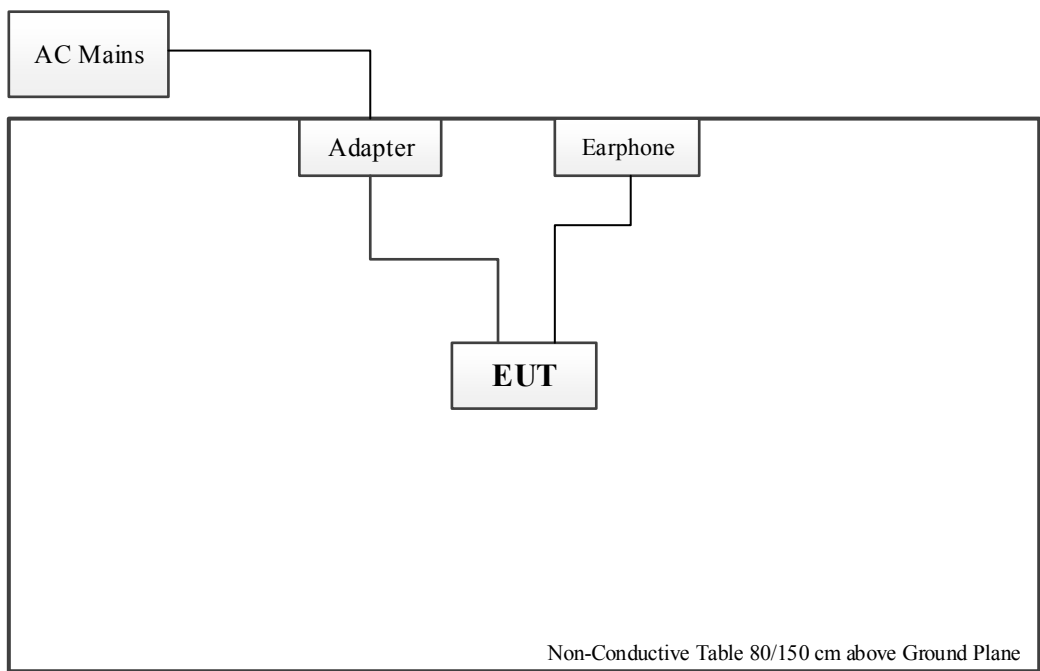 AC Mains
Adapter
Earphone
EUT
Non-Conductive Table 80/150 cm above Ground Plane